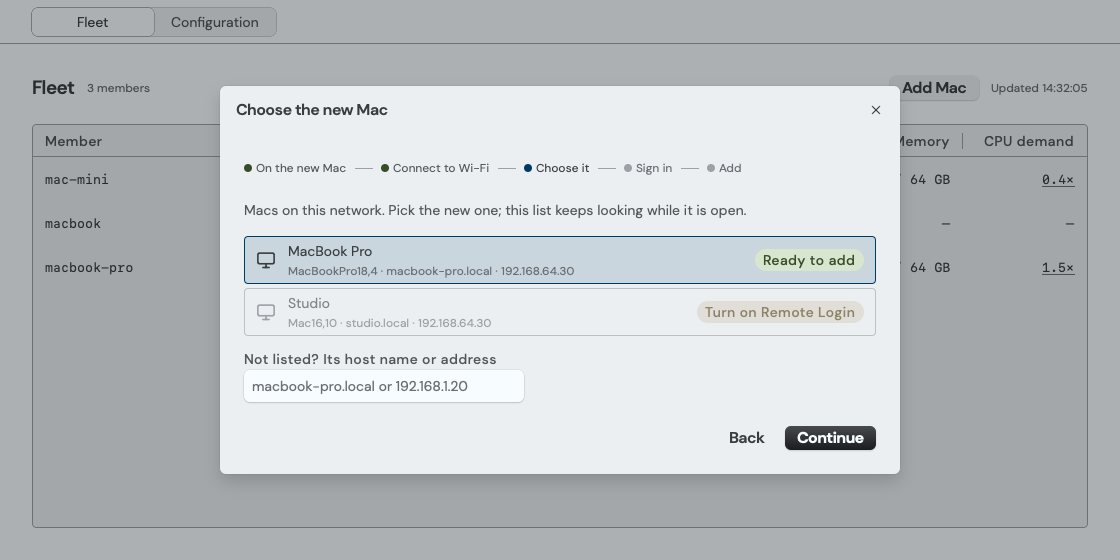 Fleet Configuration
Fleet 3 members Add Mac Updated 14:32:05
Member Memory CPU demand
mac-mini 64 GB 0.4×
macbook — —
macbook-pro 64 GB 1.5×
Choose the new Mac
On the new Mac Connect to Wi-Fi Choose it Sign in Add
Macs on this network. Pick the new one; this list keeps looking while it is open.
MacBook Pro
MacBookPro18,4 · macbook-pro.local · 192.168.64.30
Ready to add
Studio
Mac16,10 · studio.local · 192.168.64.30
Turn on Remote Login
Not listed? Its host name or address
macbook-pro.local or 192.168.1.20
Back Continue